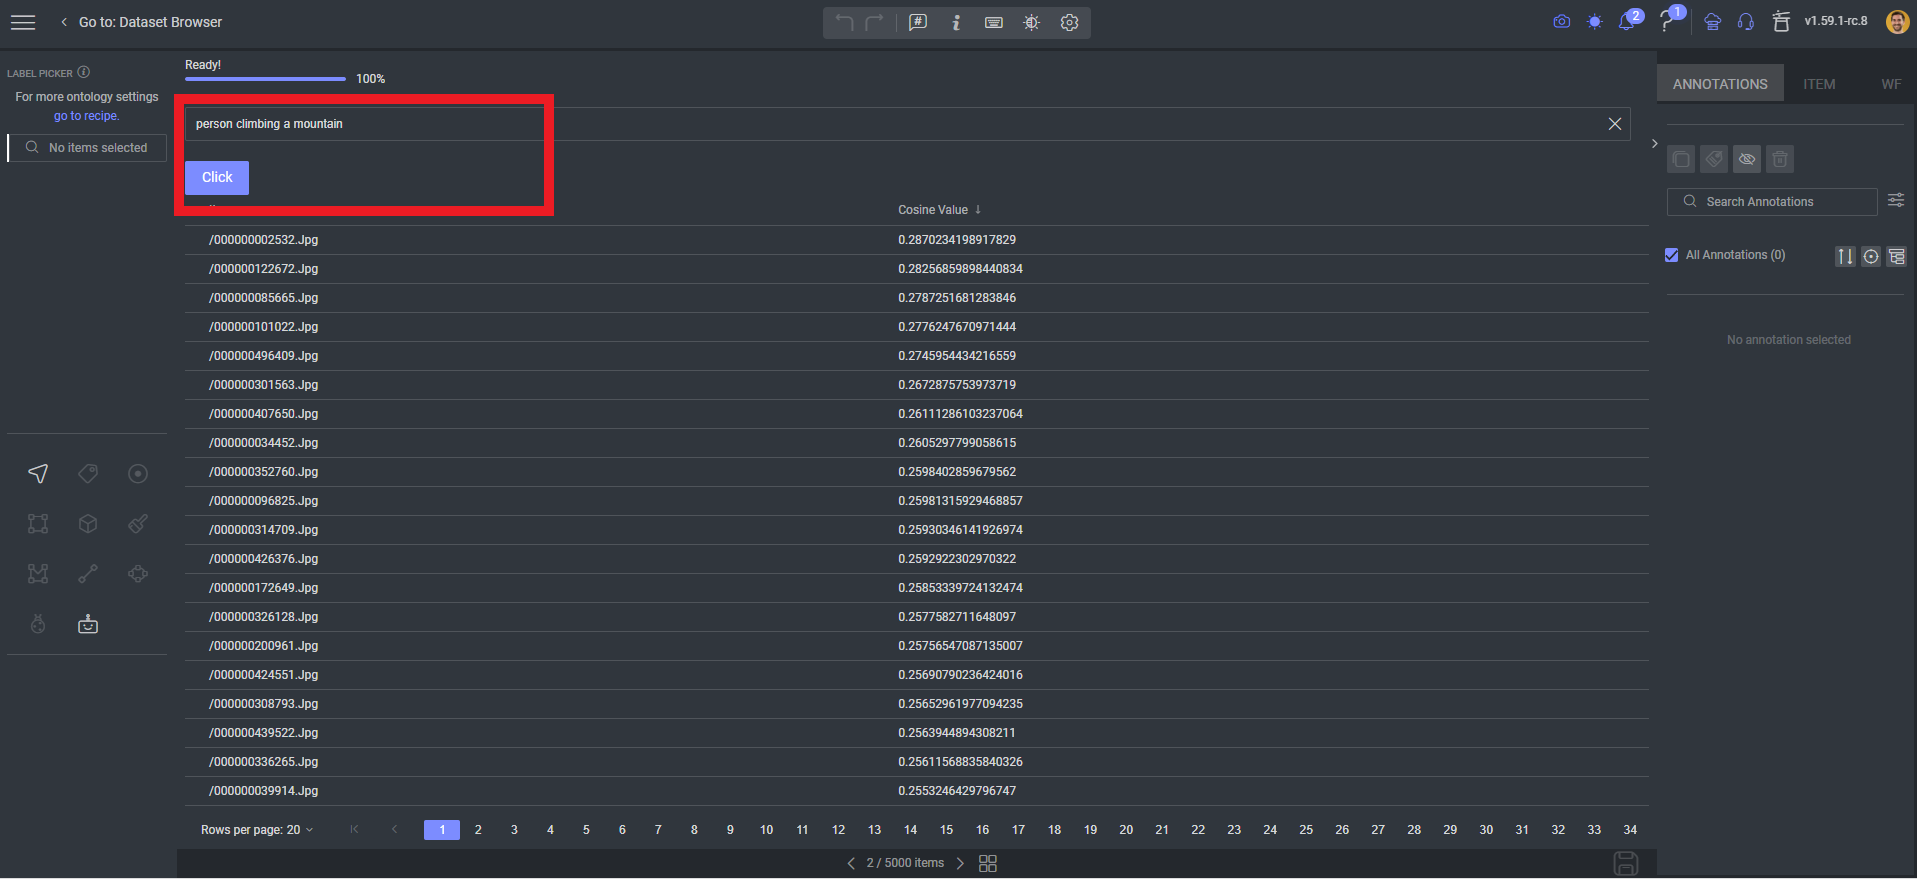 Go to: Dataset Browser
#
2
1
v1.59.1-rc.8
LABEL PICKER
For more ontology settings
go to recipe.
No items selected
Ready!
100%
person climbing a mountain
Click
Cosine Value ↓
/000000002532.Jpg 0.2870234198917829
/000000122672.Jpg 0.28256859898440834
/000000085665.Jpg 0.2787251681283846
/000000101022.Jpg 0.2776247670971444
/000000496409.Jpg 0.2745954434216559
/000000301563.Jpg 0.2672875753973719
/000000407650.Jpg 0.26111286103237064
/000000034452.Jpg 0.2605297799058615
/000000352760.Jpg 0.2598402859679562
/000000096825.Jpg 0.25981315929468857
/000000314709.Jpg 0.25930346141926974
/000000426376.Jpg 0.2592922302970322
/000000172649.Jpg 0.25853339724132474
/000000326128.Jpg 0.2577582711648097
/000000200961.Jpg 0.25756547087135007
/000000424551.Jpg 0.25690790236424016
/000000308793.Jpg 0.25652961977094235
/000000439522.Jpg 0.2563944894308211
/000000336265.Jpg 0.25611568835840326
/000000039914.Jpg 0.2553246429796747
Rows per page: 20 1 2 3 4 5 6 7 8 9 10 11 12 13 14 15 16 17 18 19 20 21 22 23 24 25 26 27 28 29 30 31 32 33 34
2 / 5000 items
ANNOTATIONS ITEM WF
Search Annotations
All Annotations (0)
No annotation selected